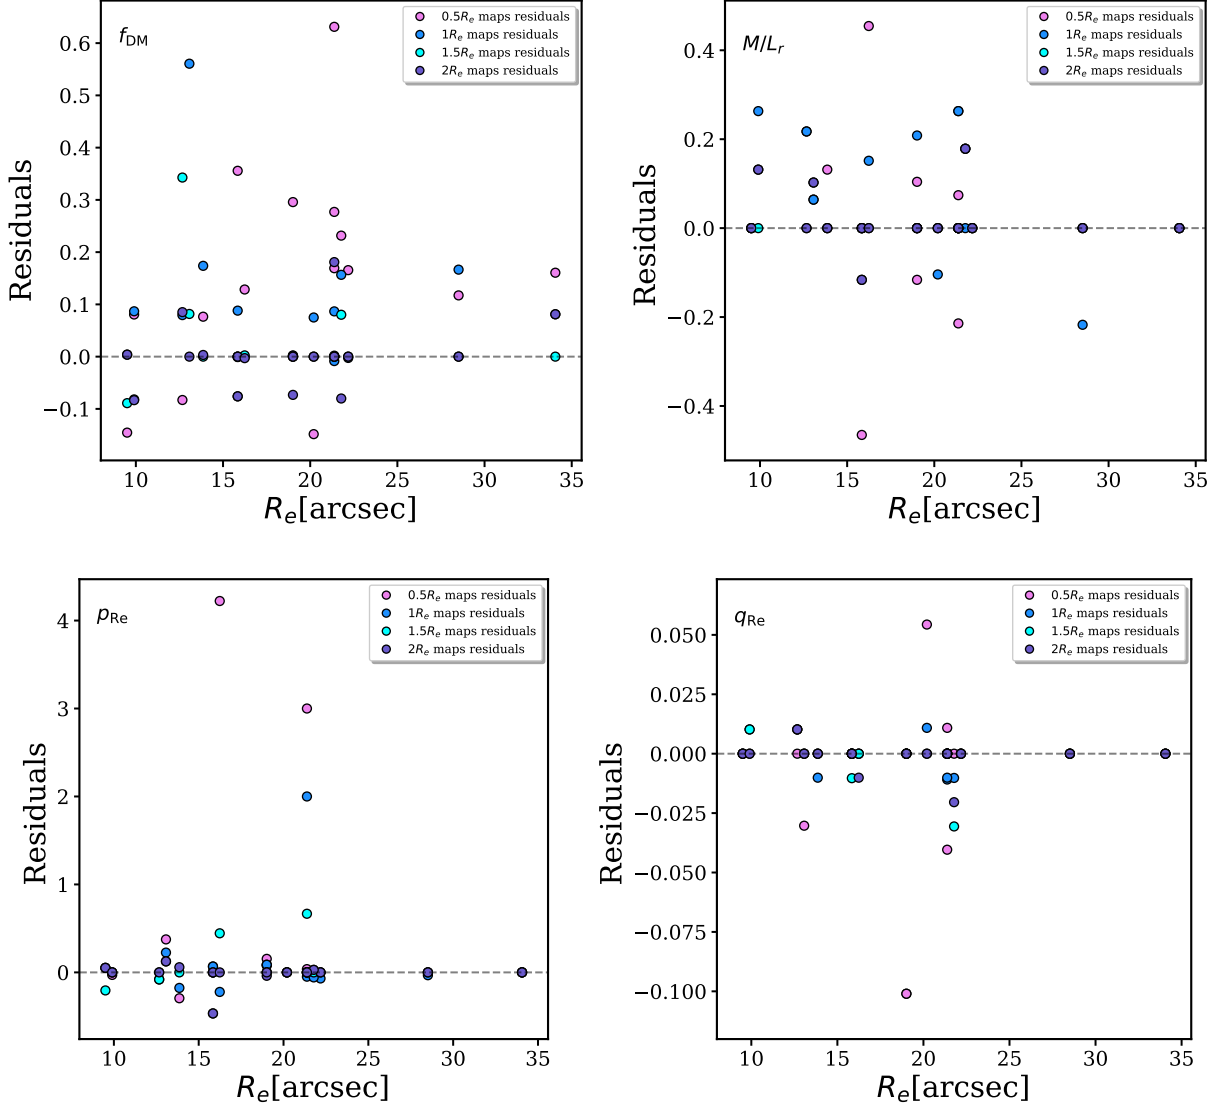 f_DM
0.5R_e maps residuals
1R_e maps residuals
1.5R_e maps residuals
2R_e maps residuals
0.6
0.5
0.4
0.3
0.2
0.1
0.0
−0.1
Residuals
10 15 20 25 30 35
R_e[arcsec]
M/L_r
0.5R_e maps residuals
1R_e maps residuals
1.5R_e maps residuals
2R_e maps residuals
0.4
0.2
0.0
−0.2
−0.4
Residuals
10 15 20 25 30 35
R_e[arcsec]
p_Re
0.5R_e maps residuals
1R_e maps residuals
1.5R_e maps residuals
2R_e maps residuals
4
3
2
1
0
Residuals
10 15 20 25 30 35
R_e[arcsec]
q_Re
0.5R_e maps residuals
1R_e maps residuals
1.5R_e maps residuals
2R_e maps residuals
0.050
0.025
0.000
−0.025
−0.050
−0.075
−0.100
Residuals
10 15 20 25 30 35
R_e[arcsec]